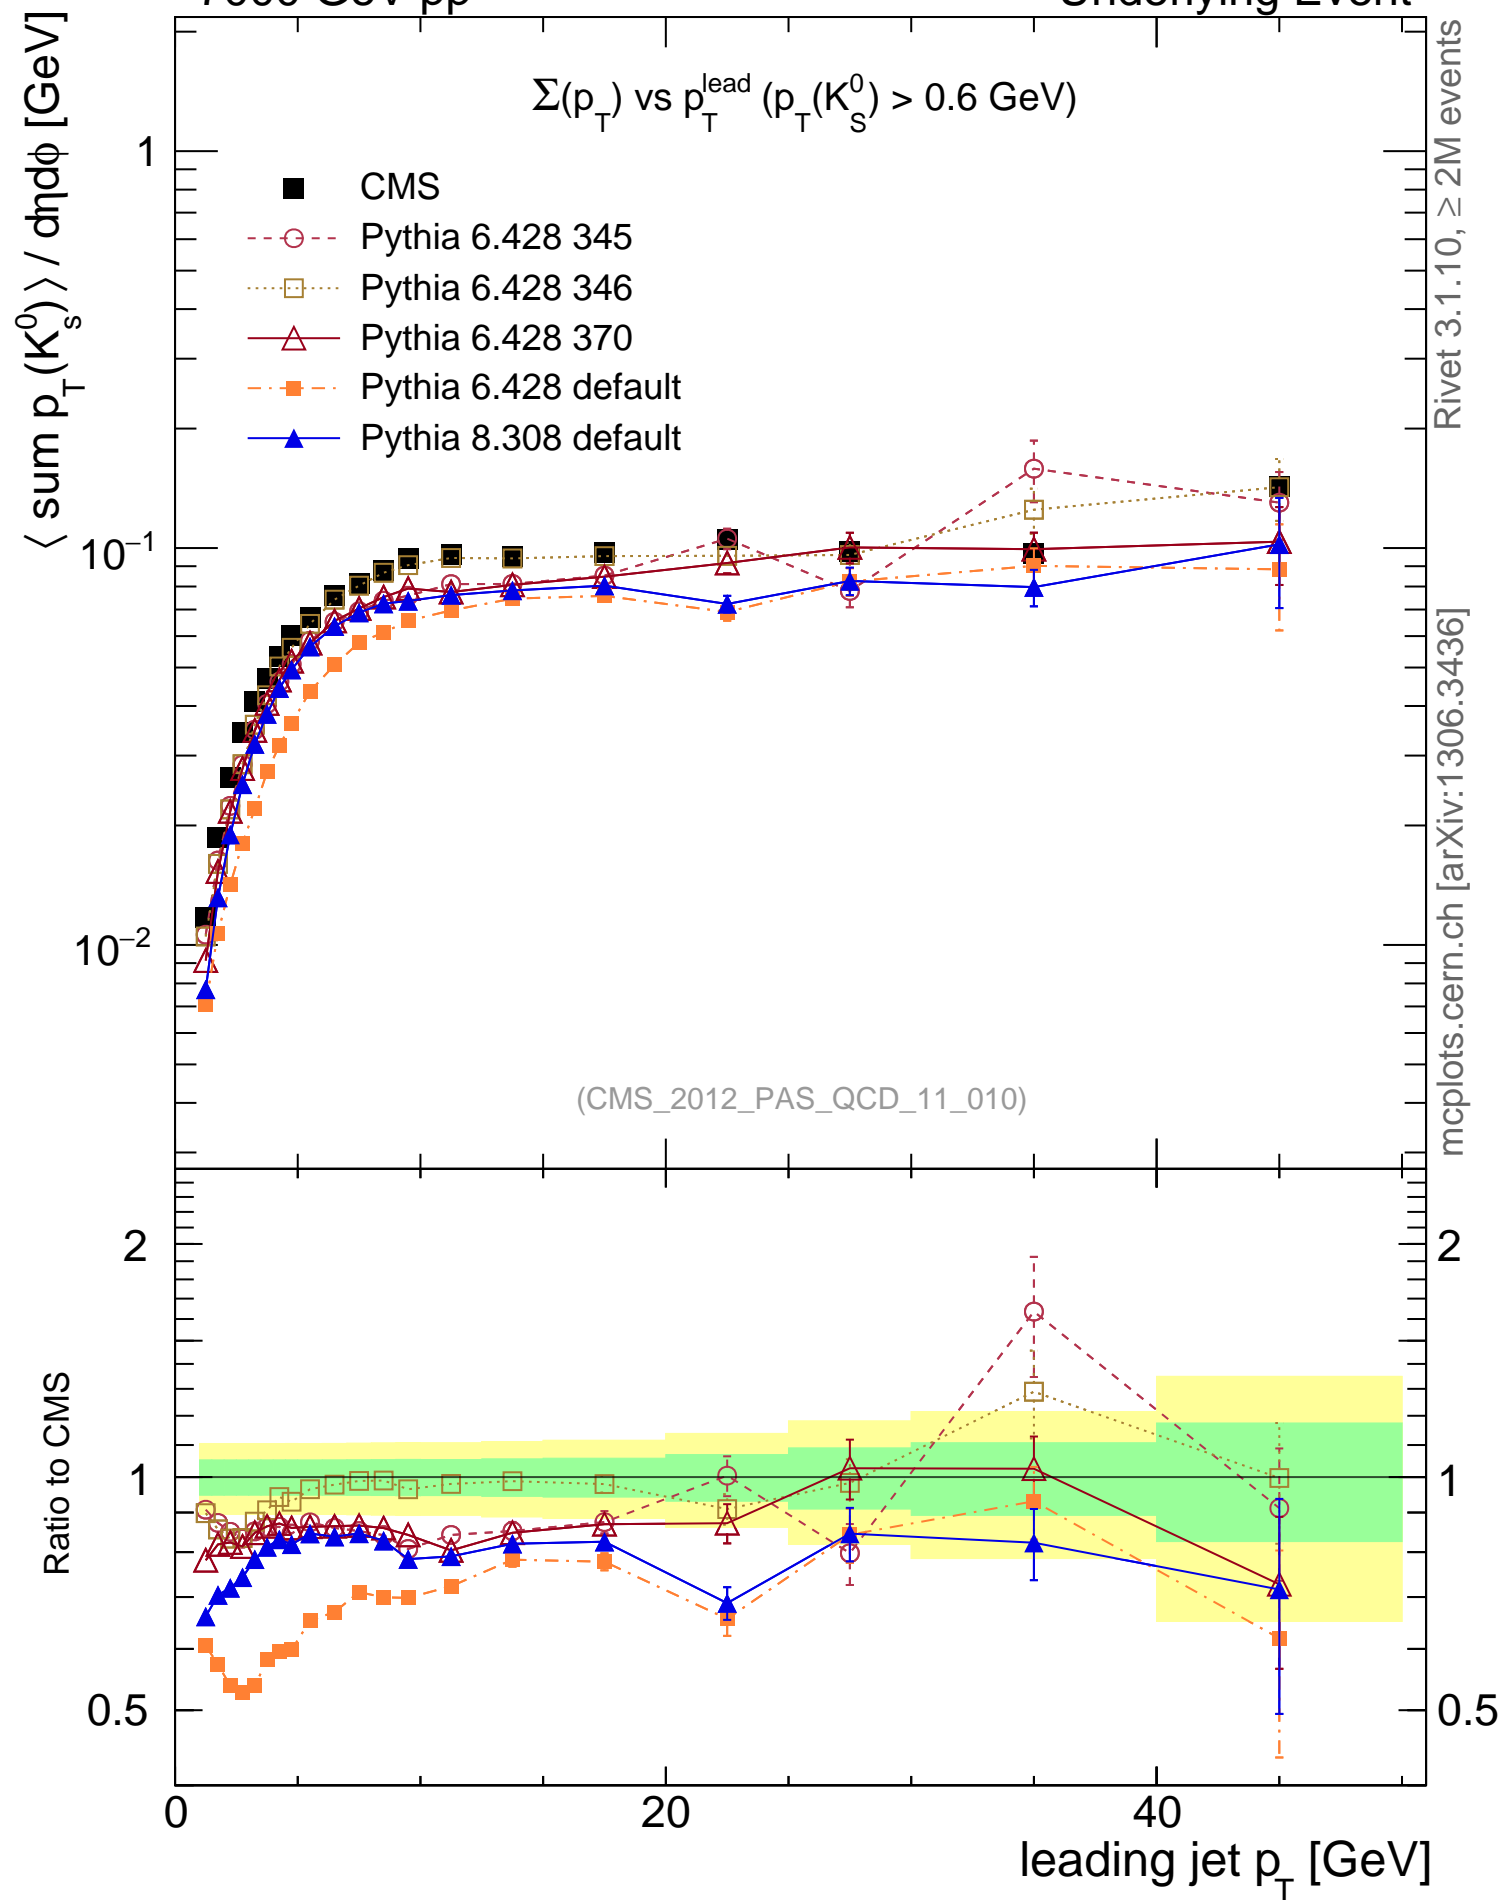 7000 GeV pp Underlying Event
Σ(p_T) vs p_T^lead (p_T(K_S^0) > 0.6 GeV)
CMS
Pythia 6.428 345
Pythia 6.428 346
Pythia 6.428 370
Pythia 6.428 default
Pythia 8.308 default
⟨ sum p_T(K_s^0) ⟩ / dηdϕ [GeV]
1
10^−1
10^−2
(CMS_2012_PAS_QCD_11_010)
Rivet 3.1.10, ≥ 2M events
mcplots.cern.ch [arXiv:1306.3436]
Ratio to CMS
2 2
1 1
0.5 0.5
0 20 40
leading jet p_T [GeV]